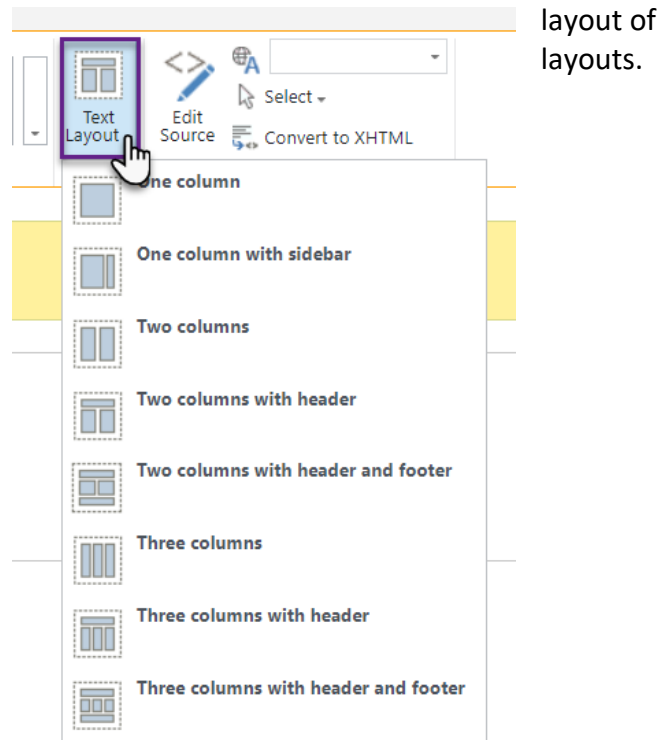 layout of
layouts.
Text
Layout
Edit
Source
A
Select
Convert to XHTML
One column
One column with sidebar
Two columns
Two columns with header
Two columns with header and footer
Three columns
Three columns with header
Three columns with header and footer